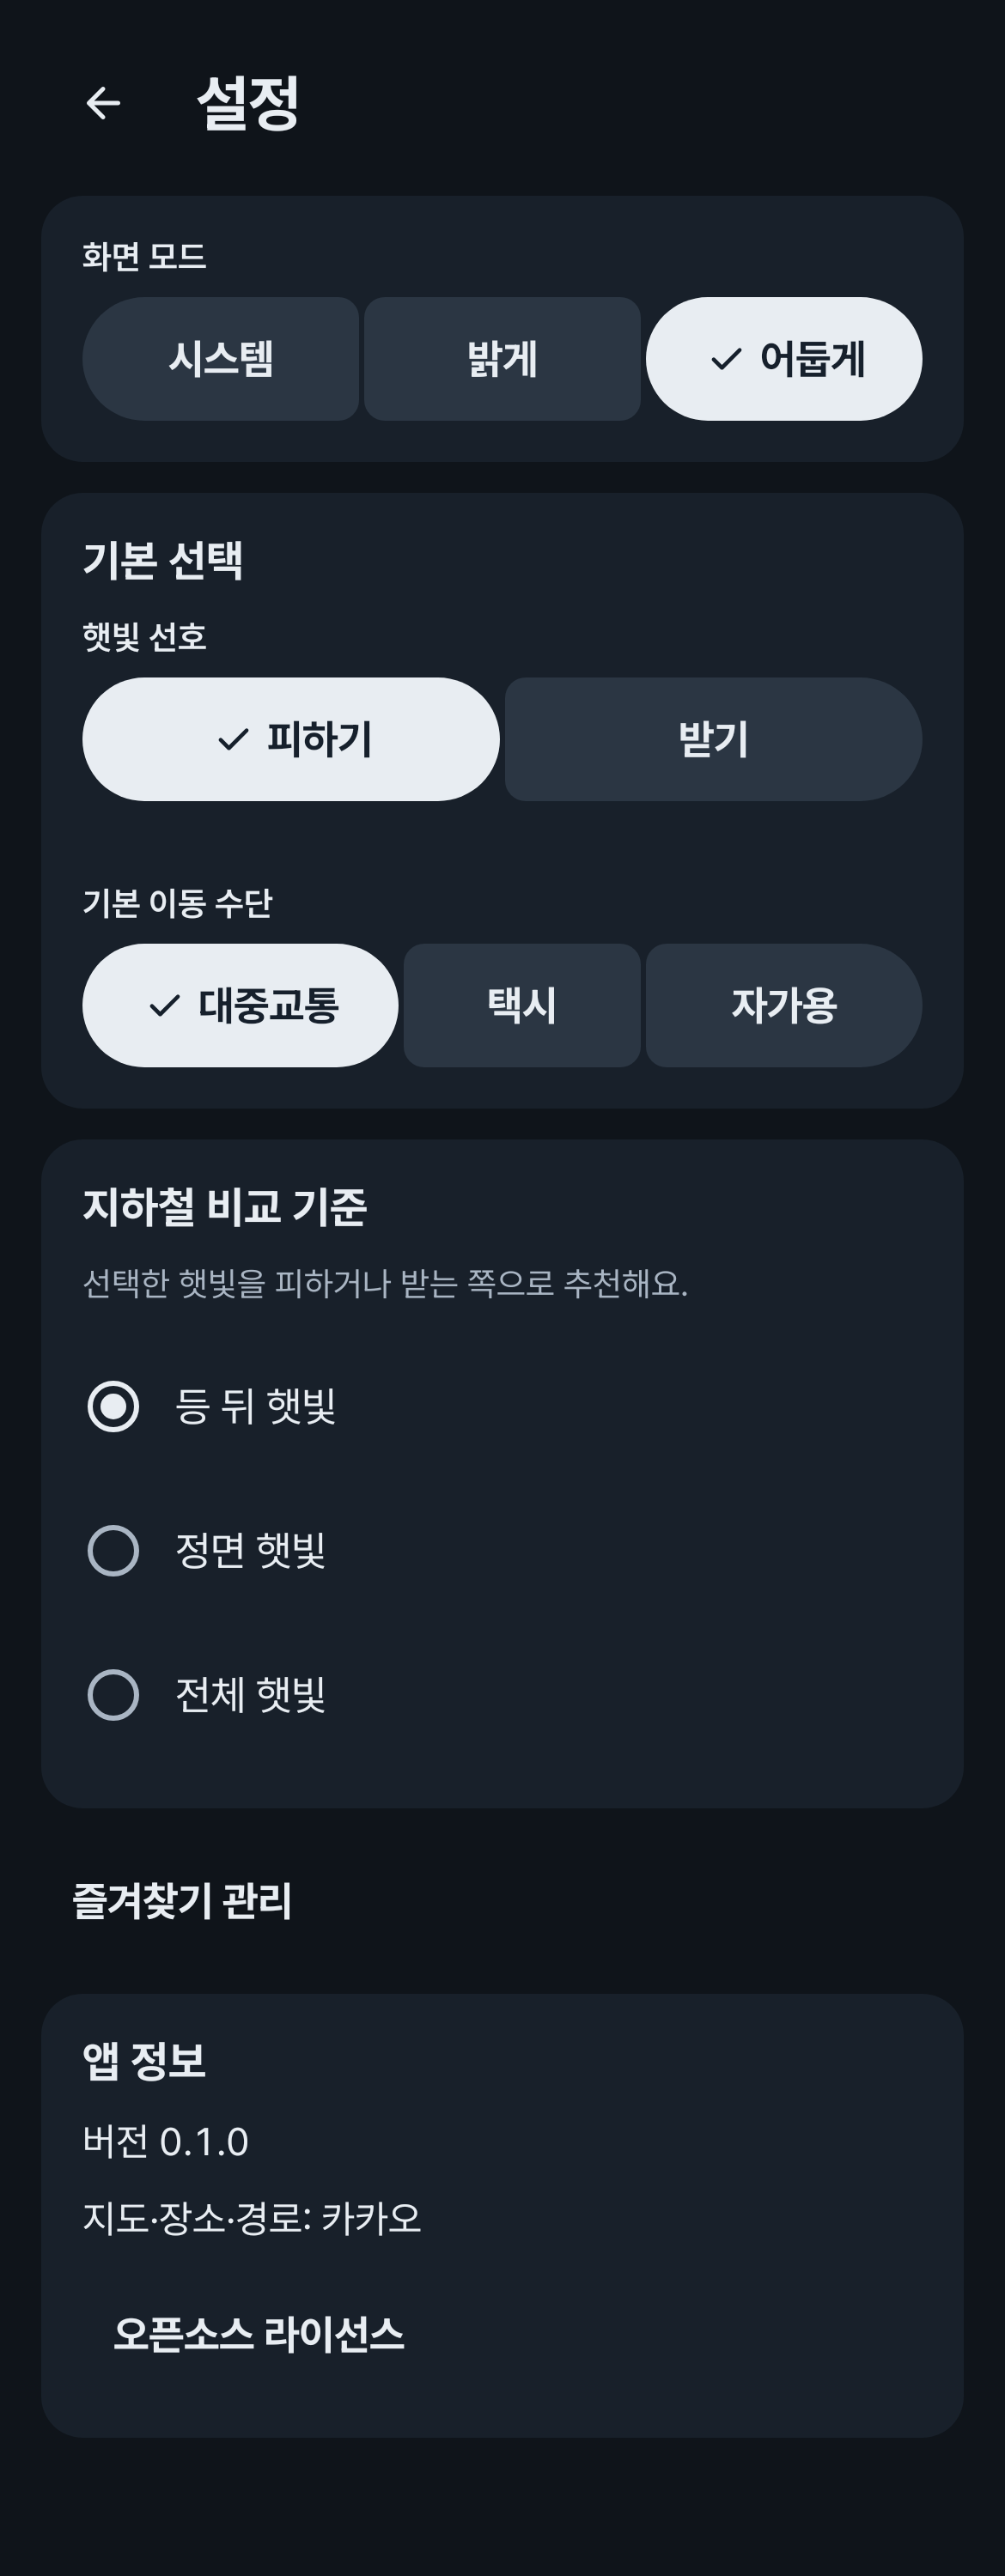 설정
화면 모드
시스템 밝게 어둡게
기본 선택
햇빛 선호
피하기 받기
기본 이동 수단
대중교통 택시 자가용
지하철 비교 기준
선택한 햇빛을 피하거나 받는 쪽으로 추천해요.
등 뒤 햇빛
정면 햇빛
전체 햇빛
즐겨찾기 관리
앱 정보
버전 0.1.0
지도·장소·경로: 카카오
오픈소스 라이선스